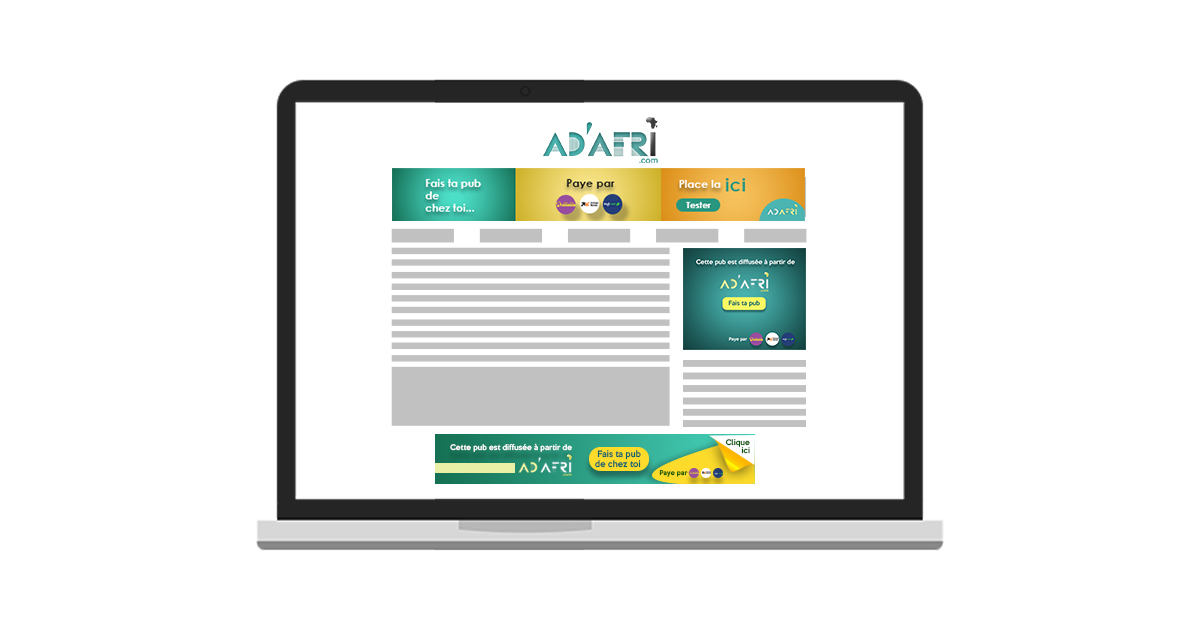 AD'AFRI
.com
Fais ta pub
de
chez toi...
Paye par
Place la ici
Tester
AD'AFRI
Cette pub est diffusée à partir de
AD'AFRI
Fais ta pub
Paye par
Cette pub est diffusée à partir de
AD'AFRI
Fais ta pub
de chez toi
Paye par
Clique
ici